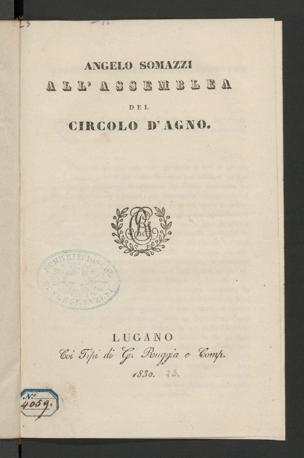 ANGELO SOMAZZI
ALL'ASSEMBLEA
DEL
CIRCOLO D'AGNO.
LUGANO
Coi Tipi di G. Ruggia e Comp.
1830.
N.º
4059.